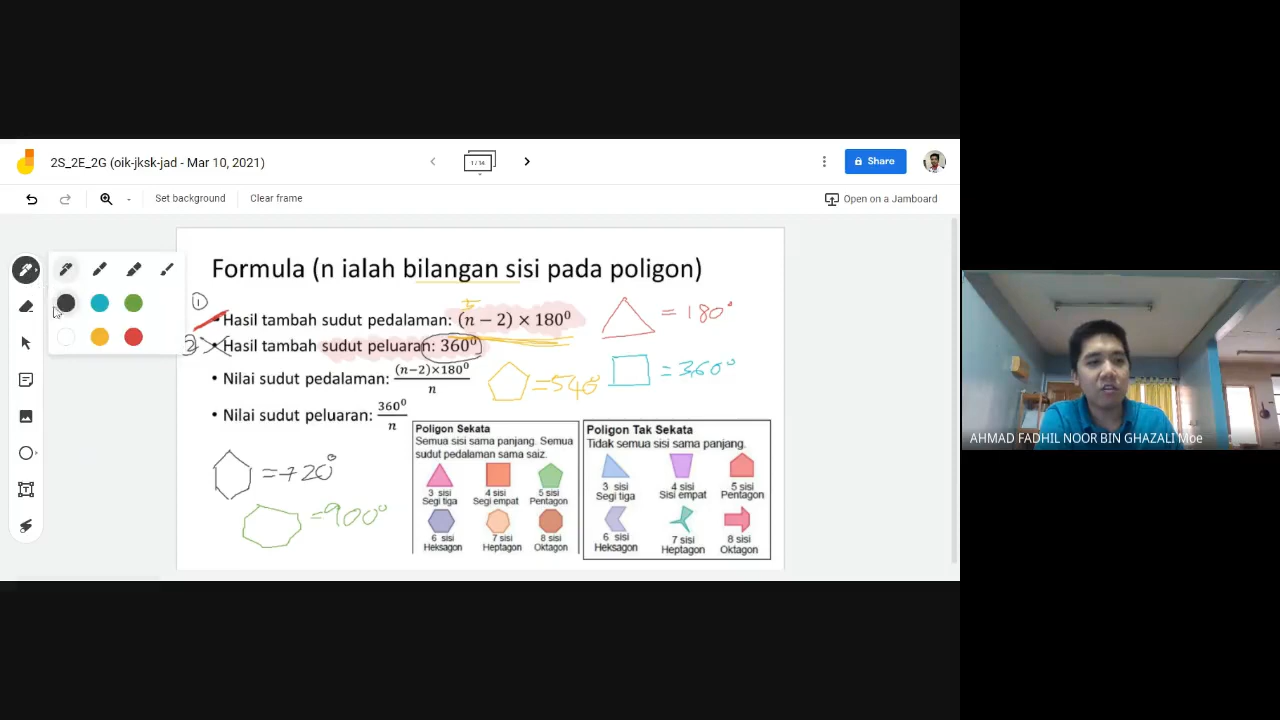 2S_2E_2G (oik-jksk-jad - Mar 10, 2021)
1 / 14
Share
Set background
Clear frame
Open on a Jamboard
Formula (n ialah bilangan sisi pada poligon)
1
• Hasil tambah sudut pedalaman: (n − 2) × 180⁰
2
Hasil tambah sudut peluaran: 360⁰
• Nilai sudut pedalaman: (n−2)×180⁰ / n
• Nilai sudut peluaran: 360⁰ / n
= 180°
= 360°
= 540°
= 720°
= 900°
Poligon Sekata
Semua sisi sama panjang. Semua
sudut pedalaman sama saiz.
3 sisi
Segi tiga
4 sisi
Segi empat
5 sisi
Pentagon
6 sisi
Heksagon
7 sisi
Heptagon
8 sisi
Oktagon
Poligon Tak Sekata
Tidak semua sisi sama panjang.
3 sisi
Segi tiga
4 sisi
Sisi empat
5 sisi
Pentagon
6 sisi
Heksagon
7 sisi
Heptagon
8 sisi
Oktagon
AHMAD FADHIL NOOR BIN GHAZALI Moe